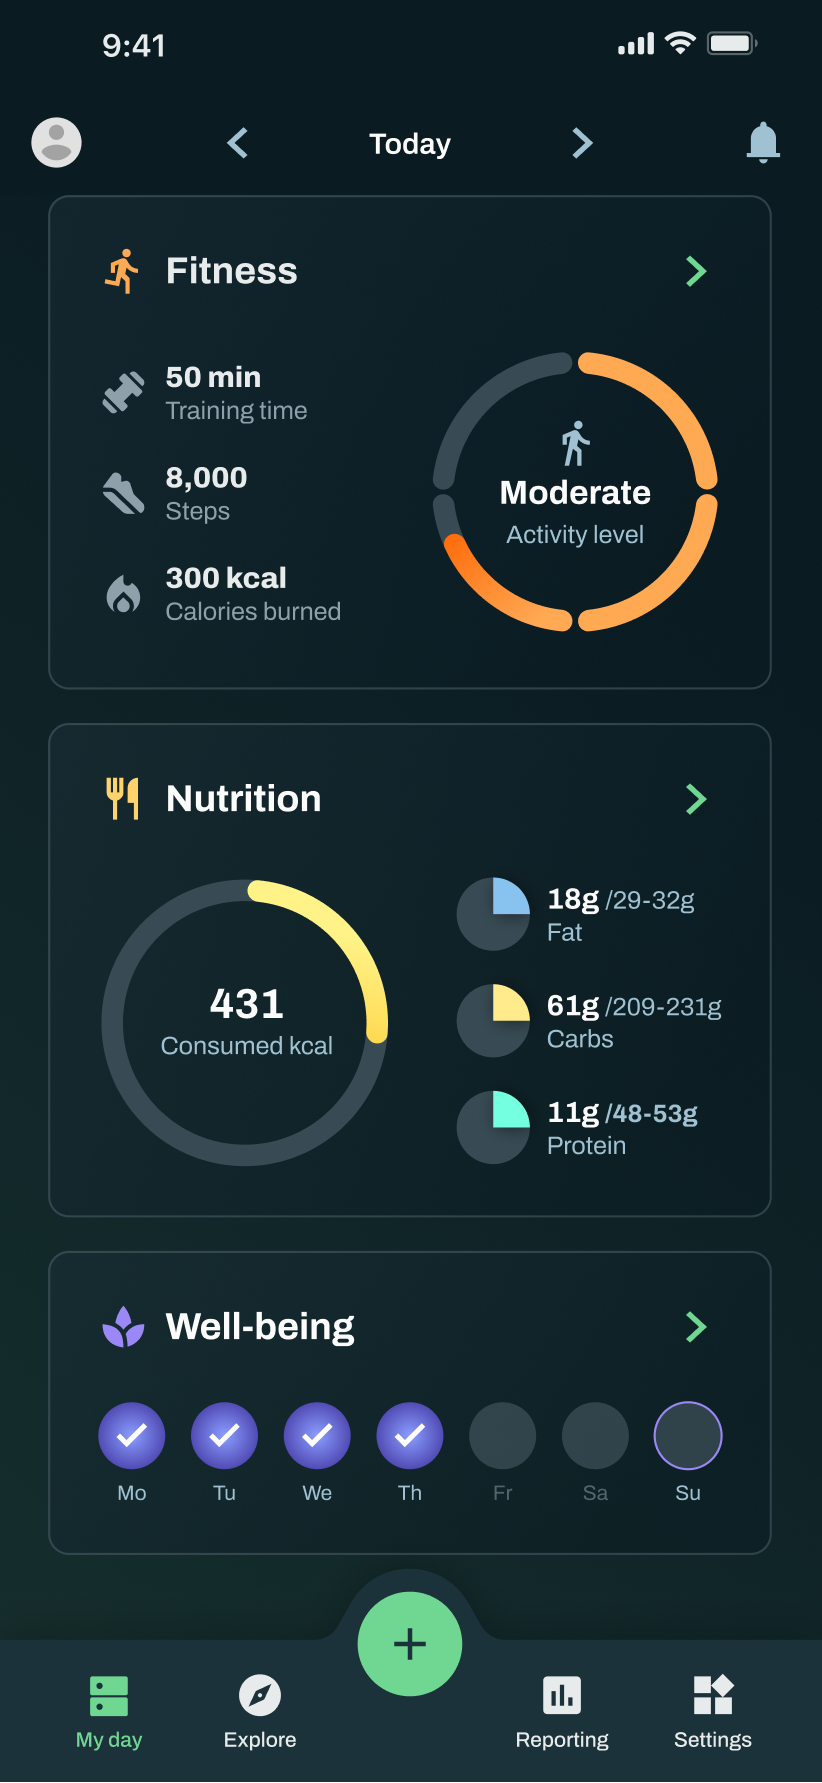 9:41
Today
Fitness
50 min
Training time
8,000
Steps
300 kcal
Calories burned
Moderate
Activity level
Nutrition
431
Consumed kcal
18g /29-32g
Fat
61g /209-231g
Carbs
11g /48-53g
Protein
Well-being
Mo Tu We Th Fr Sa Su
My day Explore Reporting Settings